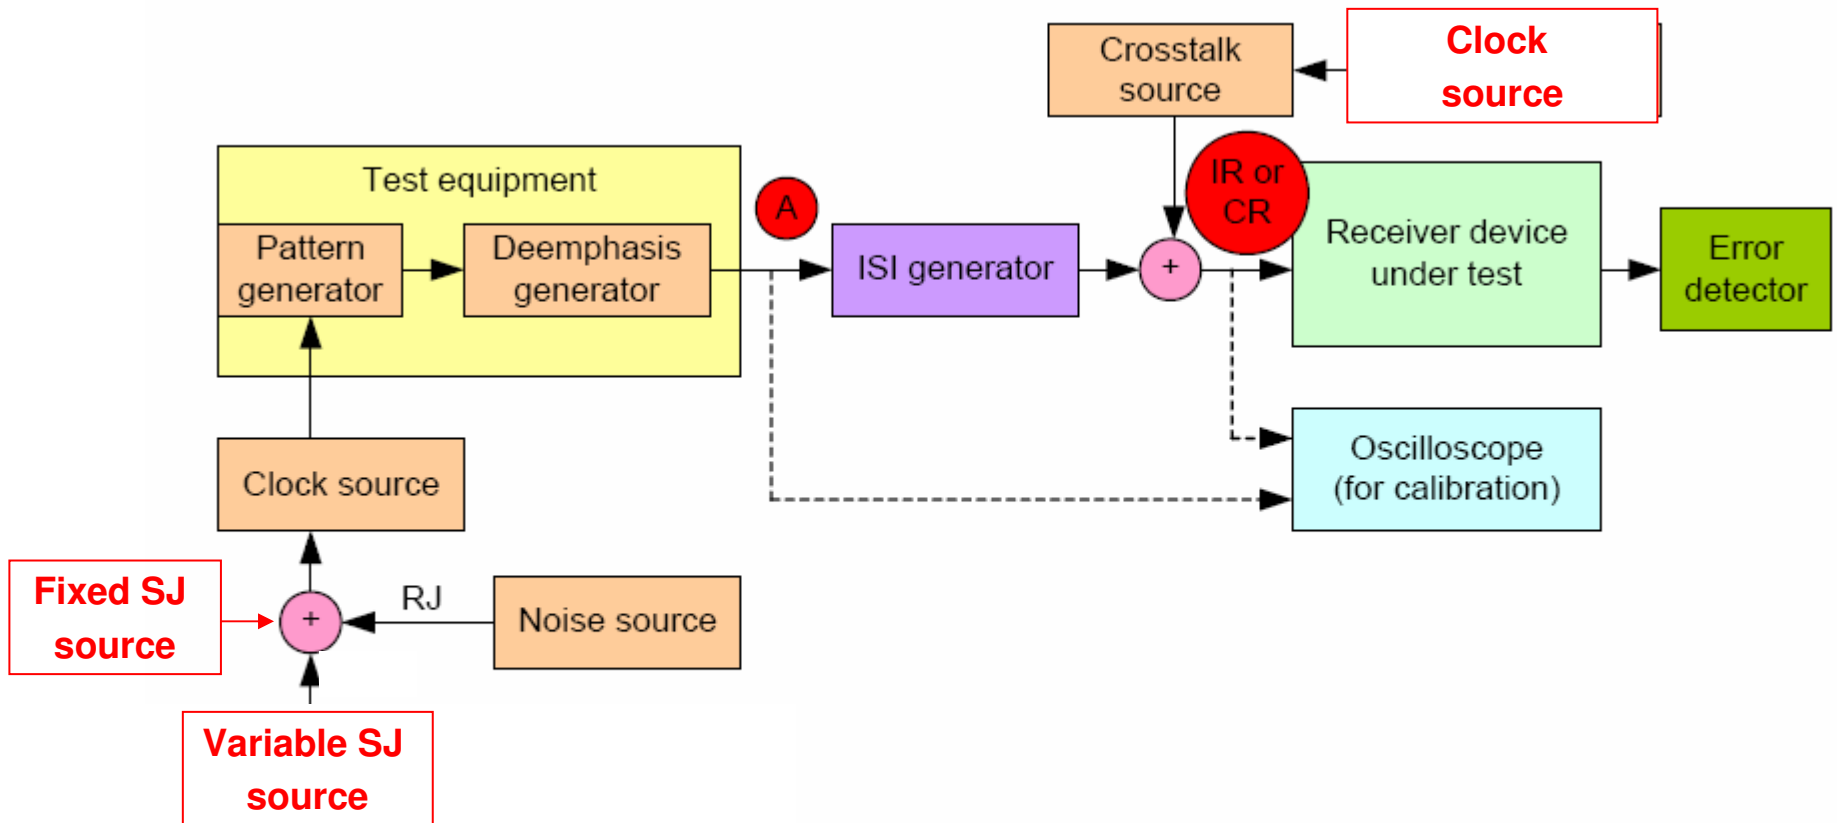 Crosstalk
source
Clock
source
Test equipment
A
IR or
CR
Pattern
generator
Deemphasis
generator
ISI generator
+
Receiver device
under test
Error
detector
Clock source
Oscilloscope
(for calibration)
Fixed SJ
source
+
RJ
Noise source
Variable SJ
source